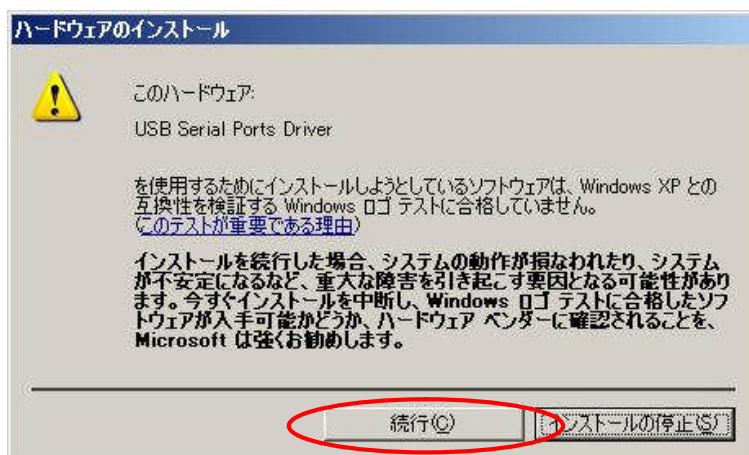 ハードウェアのインストール
このハードウェア:
USB Serial Ports Driver
を使用するためにインストールしようとしているソフトウェアは、Windows XP との
互換性を検証する Windows ロゴ テストに合格していません。
(このテストが重要である理由)
インストールを続行した場合、システムの動作が損なわれたり、システム
が不安定になるなど、重大な障害を引き起こす要因となる可能性があり
ます。今すぐインストールを中断し、Windows ロゴ テストに合格したソフ
トウェアが入手可能かどうか、ハードウェア ベンダーに確認されることを、
Microsoft は強くお勧めします。
続行(C)
インストールの停止(S)